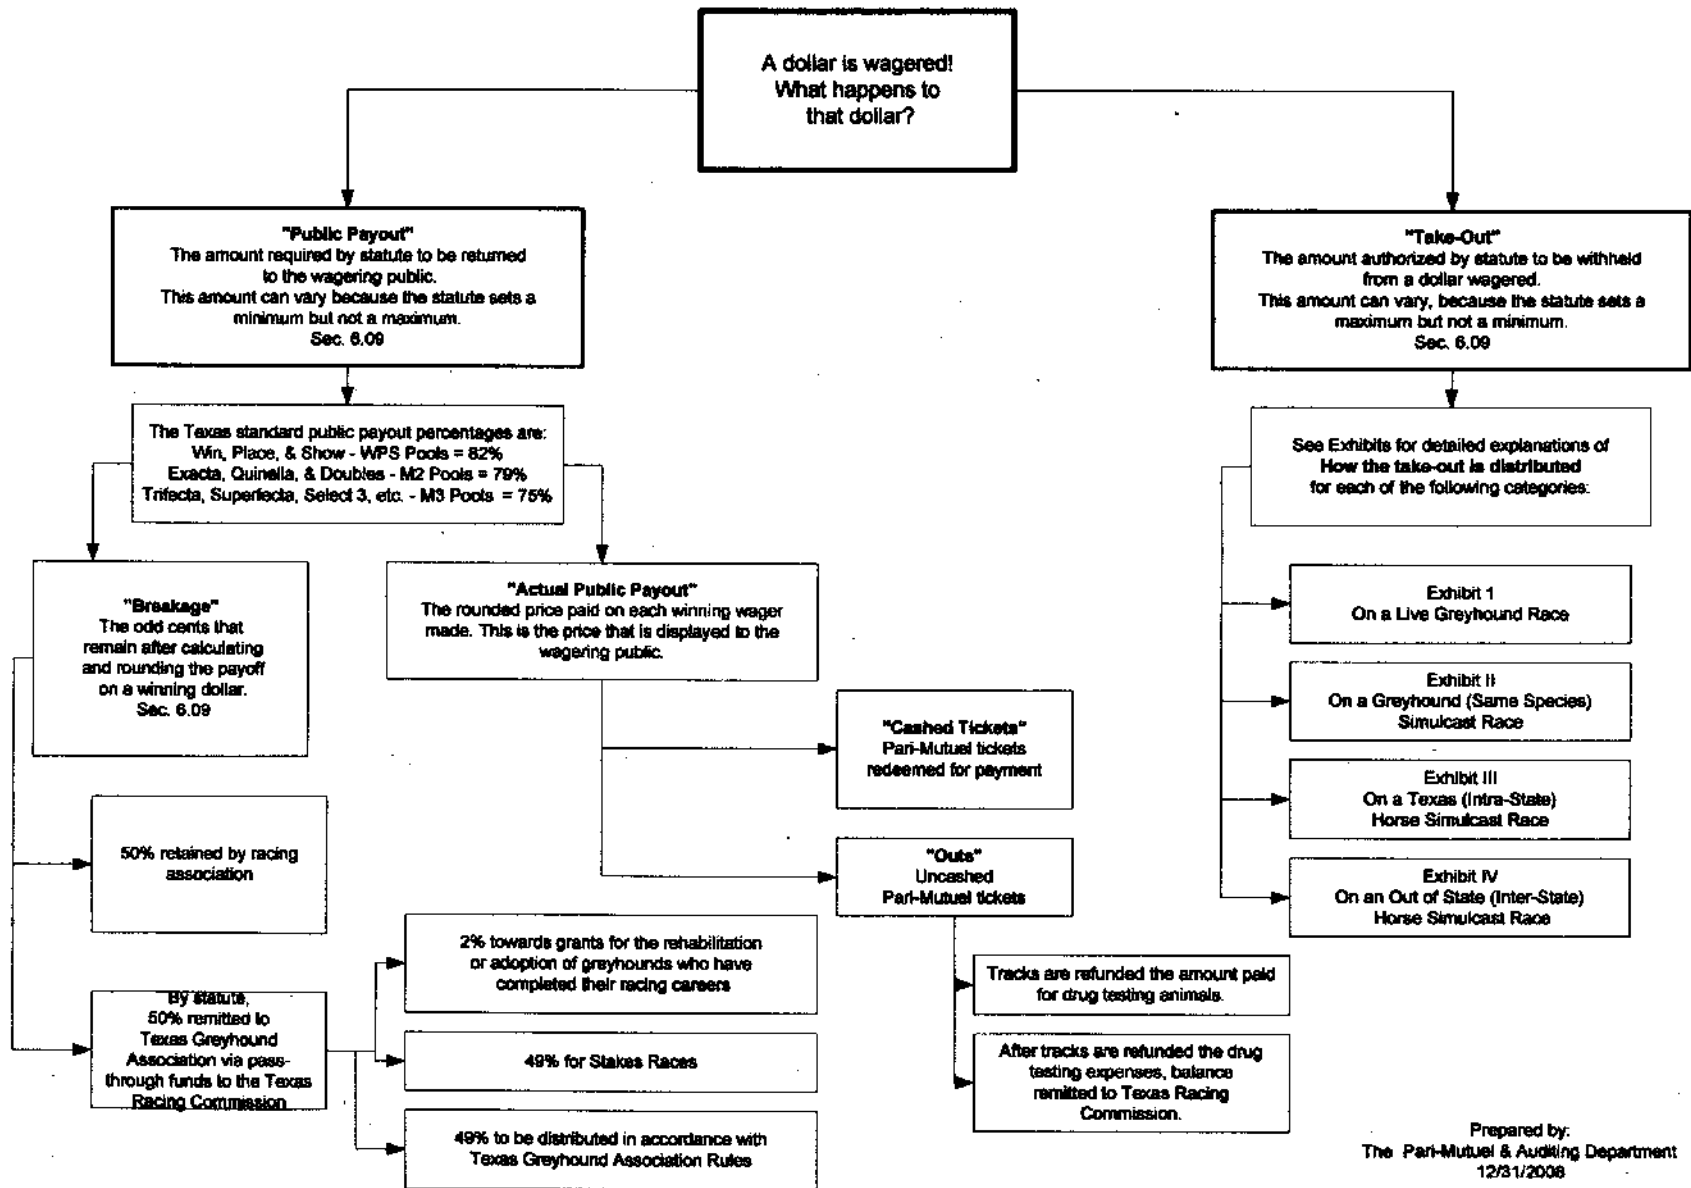 A dollar is wagered!
What happens to
that dollar?
"Public Payout"
The amount required by statute to be returned
to the wagering public.
This amount can vary because the statute sets a
minimum but not a maximum.
Sec. 6.09
"Take-Out"
The amount authorized by statute to be withheld
from a dollar wagered.
This amount can vary, because the statute sets a
maximum but not a minimum.
Sec. 6.09
The Texas standard public payout percentages are:
Win, Place, & Show - WPS Pools = 82%
Exacta, Quinella, & Doubles - M2 Pools = 79%
Trifecta, Superfecta, Select 3, etc. - M3 Pools = 75%
See Exhibits for detailed explanations of
How the take-out is distributed
for each of the following categories:
"Breakage"
The odd cents that
remain after calculating
and rounding the payoff
on a winning dollar.
Sec. 6.09
"Actual Public Payout"
The rounded price paid on each winning wager
made. This is the price that is displayed to the
wagering public.
Exhibit 1
On a Live Greyhound Race
Exhibit II
On a Greyhound (Same Species)
Simulcast Race
"Cashed Tickets"
Pari-Mutuel tickets
redeemed for payment
Exhibit III
On a Texas (Intra-State)
Horse Simulcast Race
50% retained by racing
association
"Outs"
Uncashed
Pari-Mutuel tickets
Exhibit IV
On an Out of State (Inter-State)
Horse Simulcast Race
2% towards grants for the rehabilitation
or adoption of greyhounds who have
completed their racing careers
Tracks are refunded the amount paid
for drug testing animals.
By statute,
50% remitted to
Texas Greyhound
Association via pass-
through funds to the Texas
Racing Commission
49% for Stakes Races
After tracks are refunded the drug
testing expenses, balance
remitted to Texas Racing
Commission.
49% to be distributed in accordance with
Texas Greyhound Association Rules
Prepared by:
The Pari-Mutuel & Auditing Department
12/31/2008